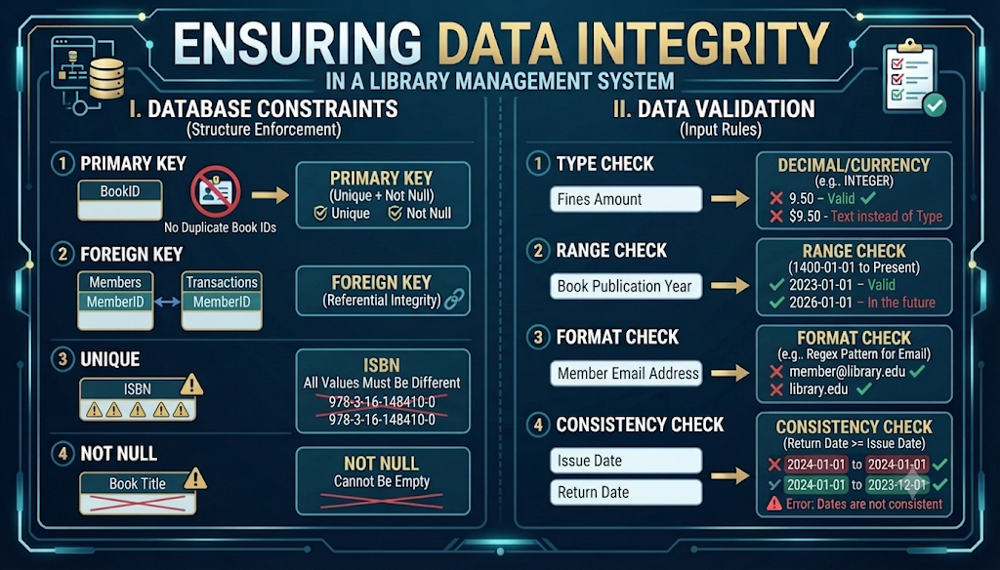 ENSURING DATA INTEGRITY
IN A LIBRARY MANAGEMENT SYSTEM
I. DATABASE CONSTRAINTS
(Structure Enforcement)
1 PRIMARY KEY
BookID
No Duplicate Book IDs
PRIMARY KEY
(Unique + Not Null)
Unique Not Null
2 FOREIGN KEY
Members Transactions
MemberID MemberID
FOREIGN KEY
(Referential Integrity)
3 UNIQUE
ISBN
ISBN
All Values Must Be Different
978-3-16-148410-0
978-3-16-148410-0
4 NOT NULL
Book Title
NOT NULL
Cannot Be Empty
II. DATA VALIDATION
(Input Rules)
1 TYPE CHECK
Fines Amount
DECIMAL/CURRENCY
(e.g.. INTEGER)
9.50 – Valid
$9.50 - Text instead of Type
2 RANGE CHECK
Book Publication Year
RANGE CHECK
(1400-01-01 to Present)
2023-01-01 – Valid
2026-01-01 – In the future
3 FORMAT CHECK
Member Email Address
FORMAT CHECK
(e.g.. Regex Pattern for Email)
member@library.edu
library.edu
4 CONSISTENCY CHECK
Issue Date
Return Date
CONSISTENCY CHECK
(Return Date >= Issue Date)
2024-01-01 to 2024-01-01
2024-01-01 to 2023-12-01
Error: Dates are not consistent